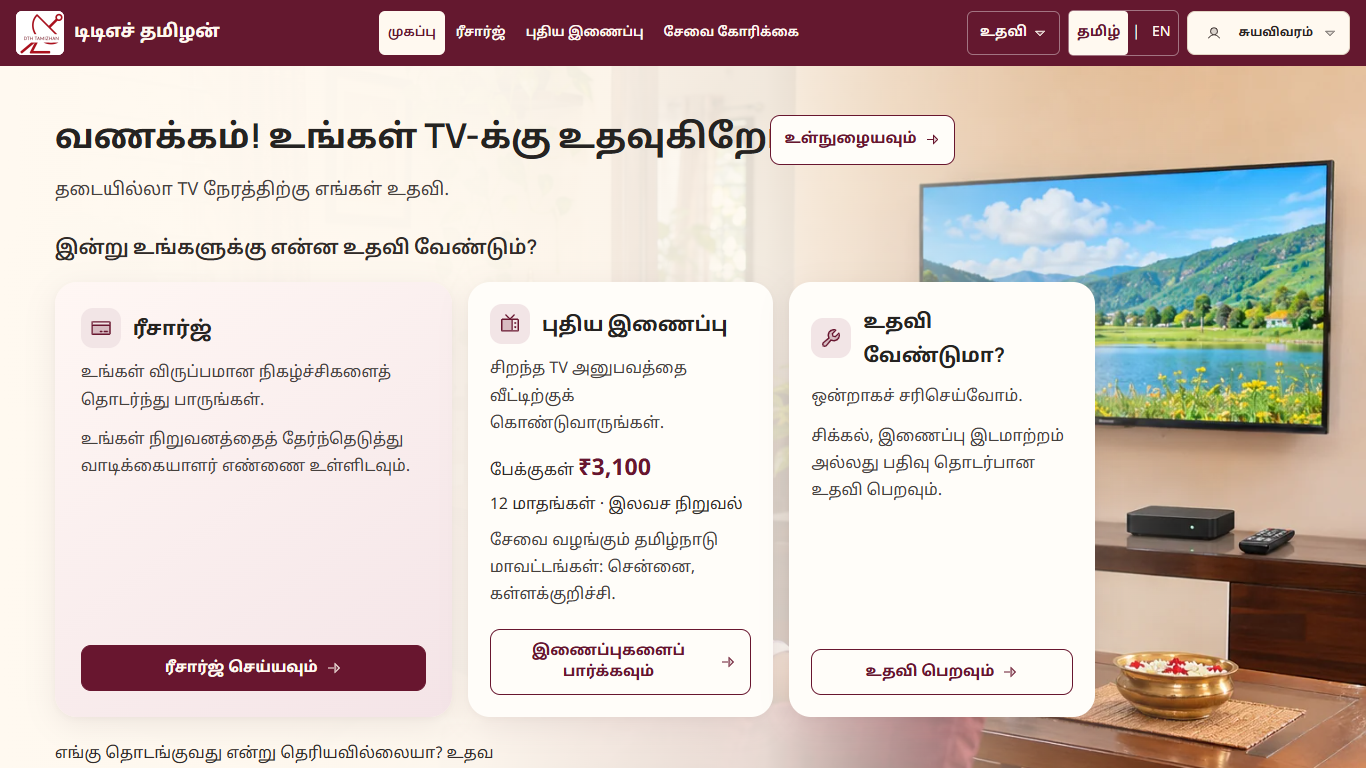 DTH TAMIZHAN
டிடிஎச் தமிழன்
முகப்பு
ரீசார்ஜ்
புதிய இணைப்பு
சேவை கோரிக்கை
உதவி
தமிழ் | EN
சுயவிவரம்
வணக்கம்! உங்கள் TV-க்கு உதவுகிறே
உள்நுழையவும்
தடையில்லா TV நேரத்திற்கு எங்கள் உதவி.
இன்று உங்களுக்கு என்ன உதவி வேண்டும்?
ரீசார்ஜ்
உங்கள் விருப்பமான நிகழ்ச்சிகளைத்
தொடர்ந்து பாருங்கள்.
உங்கள் நிறுவனத்தைத் தேர்ந்தெடுத்து
வாடிக்கையாளர் எண்ணை உள்ளிடவும்.
ரீசார்ஜ் செய்யவும்
புதிய இணைப்பு
சிறந்த TV அனுபவத்தை
வீட்டிற்குக்
கொண்டுவாருங்கள்.
பேக்குகள் ₹3,100
12 மாதங்கள் · இலவச நிறுவல்
சேவை வழங்கும் தமிழ்நாடு
மாவட்டங்கள்: சென்னை,
கள்ளக்குறிச்சி.
இணைப்புகளைப்
பார்க்கவும்
உதவி
வேண்டுமா?
ஒன்றாகச் சரிசெய்வோம்.
சிக்கல், இணைப்பு இடமாற்றம்
அல்லது பதிவு தொடர்பான
உதவி பெறவும்.
உதவி பெறவும்
எங்கு தொடங்குவது என்று தெரியவில்லையா? உதவ